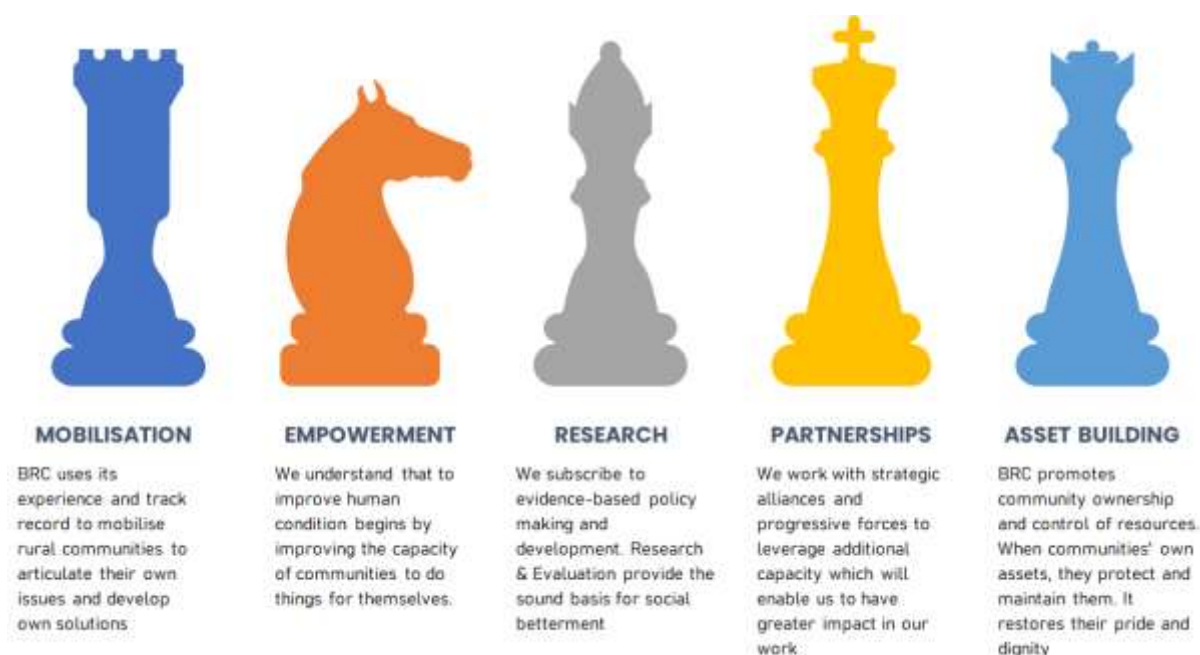 MOBILISATION
BRC uses its
experience and track
record to mobilise
rural communities to
articulate their own
issues and develop
own solutions
EMPOWERMENT
We understand that to
improve human
condition begins by
improving the capacity
of communities to do
things for themselves.
RESEARCH
We subscribe to
evidence-based policy
making and
development. Research
& Evaluation provide the
sound basis for social
betterment
PARTNERSHIPS
We work with strategic
alliances and
progressive forces to
leverage additional
capacity which will
enable us to have
greater impact in our
work
ASSET BUILDING
BRC promotes
community ownership
and control of resources.
When communities' own
assets, they protect and
maintain them. It
restores their pride and
dignity